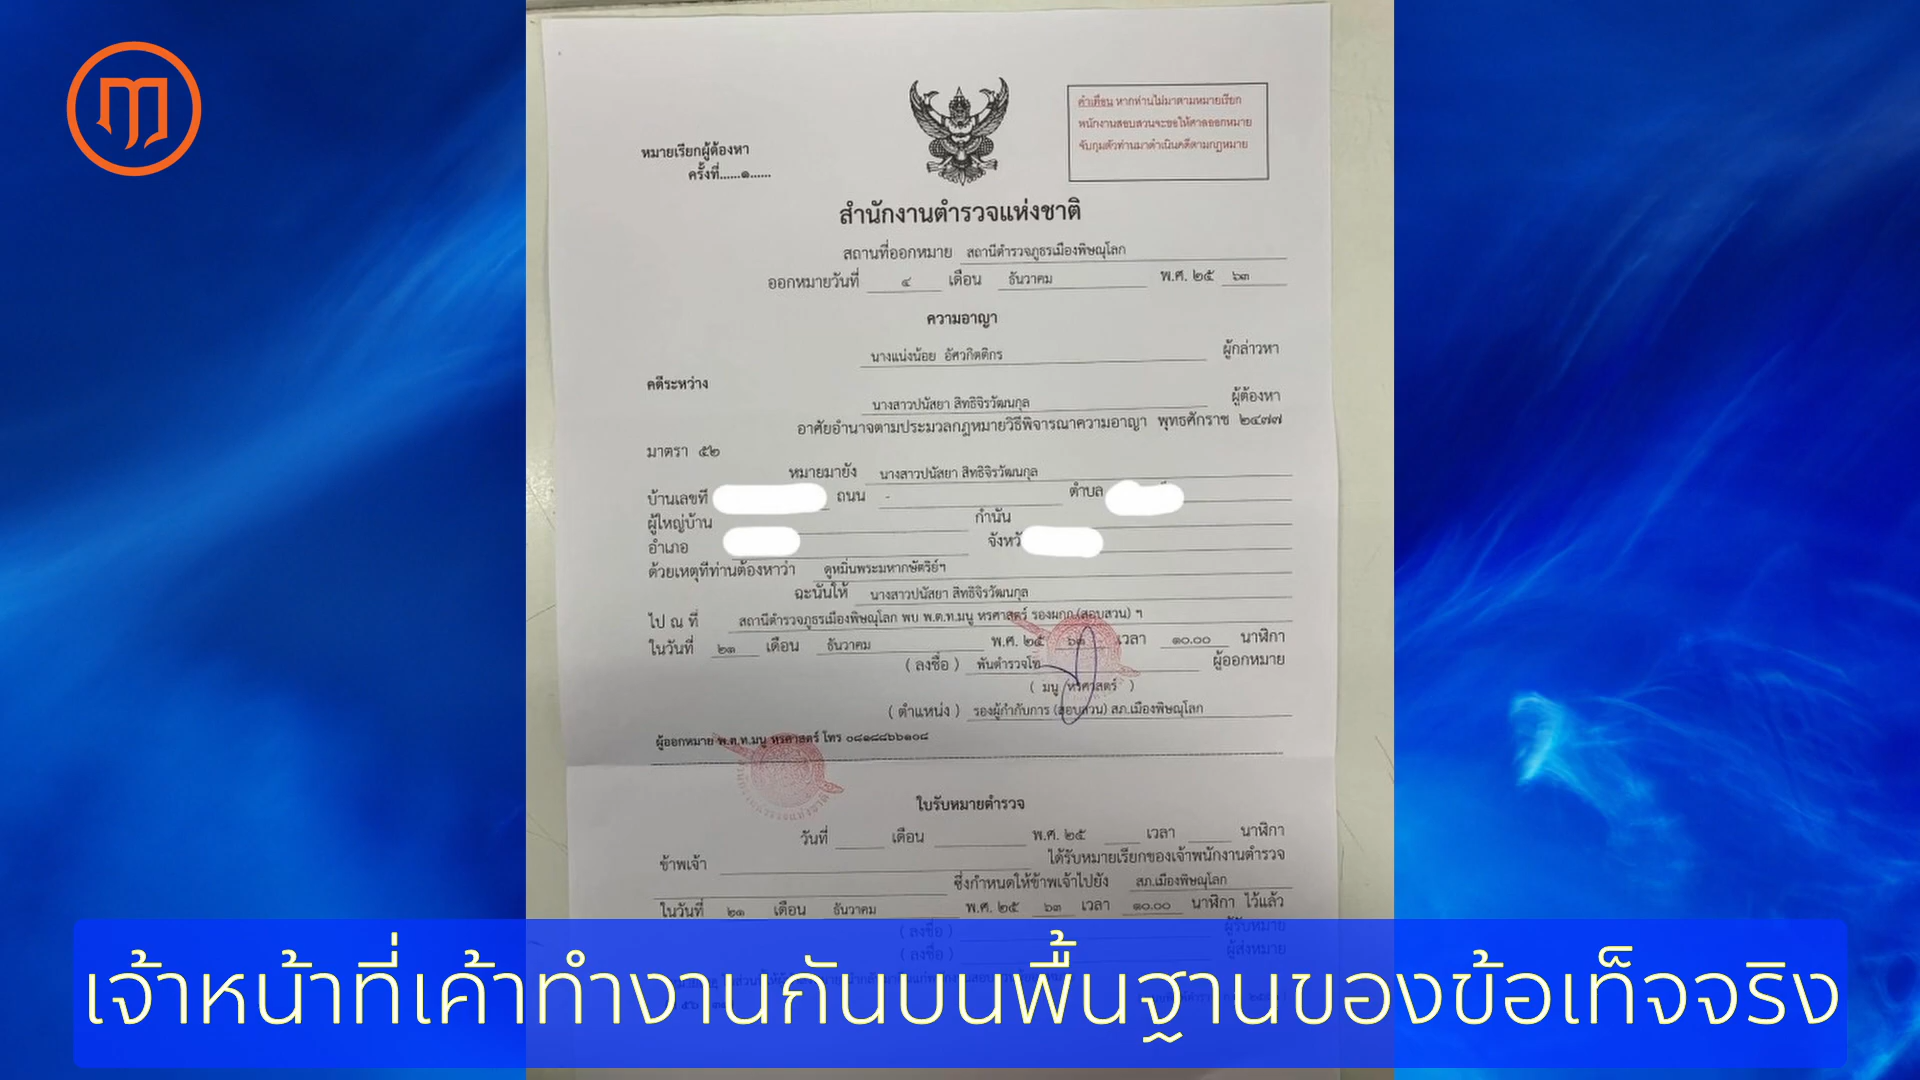 หมายเรียกผู้ต้องหา
ครั้งที่......๑......
คำเตือน หากท่านไม่มาตามหมายเรียก
พนักงานสอบสวนจะขอให้ศาลออกหมาย
จับกุมตัวท่านมาดำเนินคดีตามกฎหมาย
สำนักงานตำรวจแห่งชาติ
สถานที่ออกหมาย สถานีตำรวจภูธรเมืองพิษณุโลก
ออกหมายวันที่ ๔ เดือน ธันวาคม พ.ศ. ๒๕ ๖๓
ความอาญา
นางแน่งน้อย อัศวกิตติกร ผู้กล่าวหา
คดีระหว่าง
นางสาวปนัสยา สิทธิจิรวัฒนกุล ผู้ต้องหา
อาศัยอำนาจตามประมวลกฎหมายวิธีพิจารณาความอาญา พุทธศักราช ๒๔๗๗
มาตรา ๕๒
หมายมายัง นางสาวปนัสยา สิทธิจิรวัฒนกุล
บ้านเลขที่ ถนน - ตำบล
ผู้ใหญ่บ้าน กำนัน
อำเภอ จังหวั
ด้วยเหตุที่ท่านต้องหาว่า ดูหมิ่นพระมหากษัตริย์ฯ
ฉะนั้นให้ นางสาวปนัสยา สิทธิจิรวัฒนกุล
ไป ณ ที่ สถานีตำรวจภูธรเมืองพิษณุโลก พบ พ.ต.ท.มนู หรศาสตร์ รองผกก.(สอบสวน) ฯ
ในวันที่ ๒๑ เดือน ธันวาคม พ.ศ. ๒๕ ๖๓ เวลา ๑๐.๐๐ นาฬิกา
( ลงชื่อ ) พันตำรวจโท ผู้ออกหมาย
( มนู หรศาสตร์ )
( ตำแหน่ง ) รองผู้กำกับการ (สอบสวน) สภ.เมืองพิษณุโลก
ผู้ออกหมาย พ.ต.ท.มนู หรศาสตร์ โทร ๐๘๑๘๘๖๖๑๐๘
ใบรับหมายตำรวจ
วันที่ เดือน พ.ศ. ๒๕ เวลา นาฬิกา
ข้าพเจ้า ได้รับหมายเรียกของเจ้าพนักงานตำรวจ
ซึ่งกำหนดให้ข้าพเจ้าไปยัง สภ.เมืองพิษณุโลก
ในวันที่ ๒๑ เดือน ธันวาคม พ.ศ. ๒๕ ๖๓ เวลา ๑๐.๐๐ นาฬิกา ไว้แล้ว
( ลงชื่อ ) ผู้รับหมาย
( ลงชื่อ ) ผู้ส่งหมาย
เจ้าหน้าที่เค้าทำงานกันบนพื้นฐานของข้อเท็จจริง